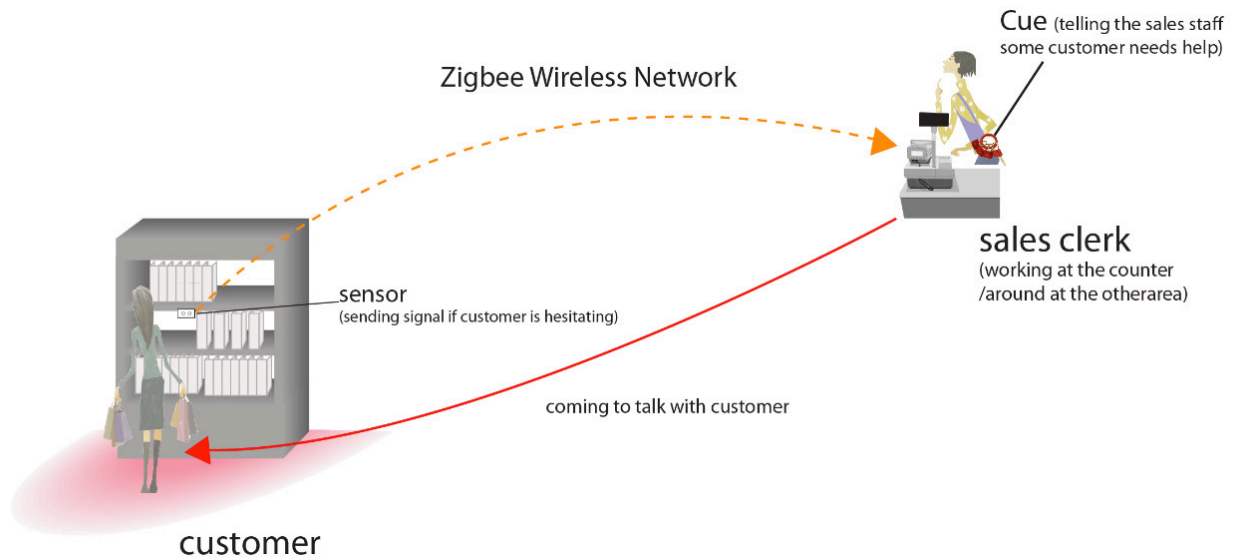 Cue (telling the sales staff
some customer needs help)
Zigbee Wireless Network
sales clerk
(working at the counter
/around at the otherarea)
sensor
(sending signal if customer is hesitating)
coming to talk with customer
customer